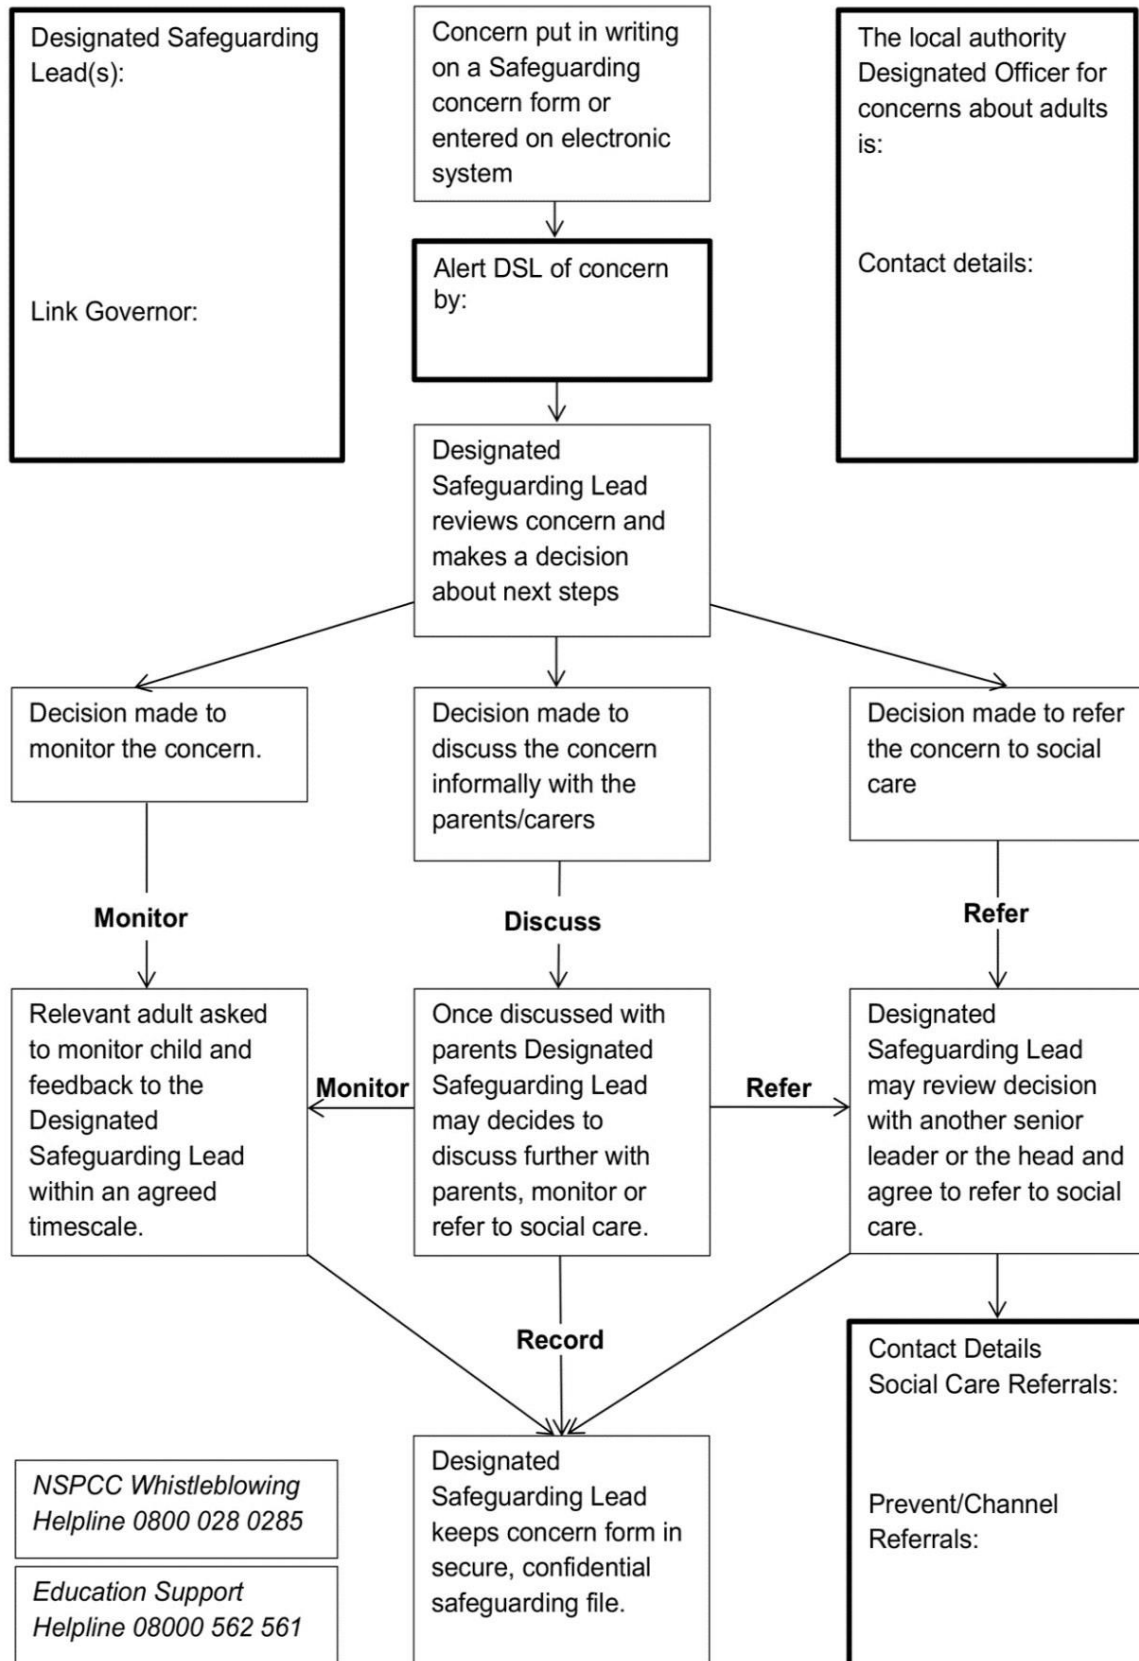 Designated Safeguarding
Lead(s):
Link Governor:
Concern put in writing
on a Safeguarding
concern form or
entered on electronic
system
The local authority
Designated Officer for
concerns about adults
is:
Contact details:
Alert DSL of concern
by:
Designated
Safeguarding Lead
reviews concern and
makes a decision
about next steps
Decision made to
monitor the concern.
Decision made to
discuss the concern
informally with the
parents/carers
Decision made to refer
the concern to social
care
Monitor
Discuss
Refer
Relevant adult asked
to monitor child and
feedback to the
Designated
Safeguarding Lead
within an agreed
timescale.
Monitor
Once discussed with
parents Designated
Safeguarding Lead
may decides to
discuss further with
parents, monitor or
refer to social care.
Refer
Designated
Safeguarding Lead
may review decision
with another senior
leader or the head and
agree to refer to social
care.
Record
Contact Details
Social Care Referrals:
Prevent/Channel
Referrals:
Designated
Safeguarding Lead
keeps concern form in
secure, confidential
safeguarding file.
NSPCC Whistleblowing
Helpline 0800 028 0285
Education Support
Helpline 08000 562 561